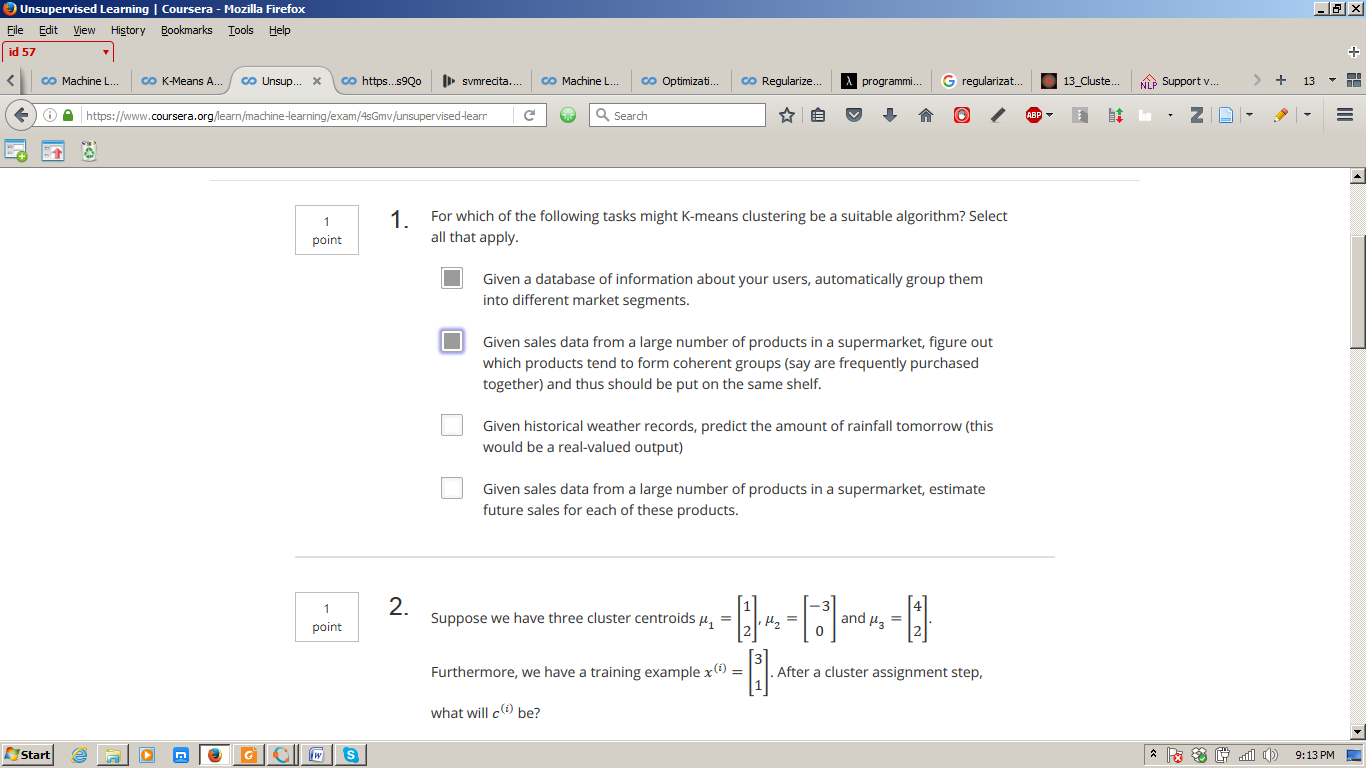 Unsupervised Learning | Coursera - Mozilla Firefox
File Edit View History Bookmarks Tools Help
id 57
Machine L... K-Means A... Unsup... https...s9Qo svmrecita.... Machine L... Optimizati... Regularize... programmi... regularizat... 13_Cluste... Support v... 13
https://www.coursera.org/learn/machine-learning/exam/4sGmv/unsupervised-learn Search
1
point
1.
For which of the following tasks might K-means clustering be a suitable algorithm? Select
all that apply.
Given a database of information about your users, automatically group them
into different market segments.
Given sales data from a large number of products in a supermarket, figure out
which products tend to form coherent groups (say are frequently purchased
together) and thus should be put on the same shelf.
Given historical weather records, predict the amount of rainfall tomorrow (this
would be a real-valued output)
Given sales data from a large number of products in a supermarket, estimate
future sales for each of these products.
1
point
2.
Suppose we have three cluster centroids μ₁ = [1 2], μ₂ = [−3 0] and μ₃ = [4 2].
Furthermore, we have a training example x⁽ⁱ⁾ = [3 1]. After a cluster assignment step,
what will c⁽ⁱ⁾ be?
Start 9:13 PM